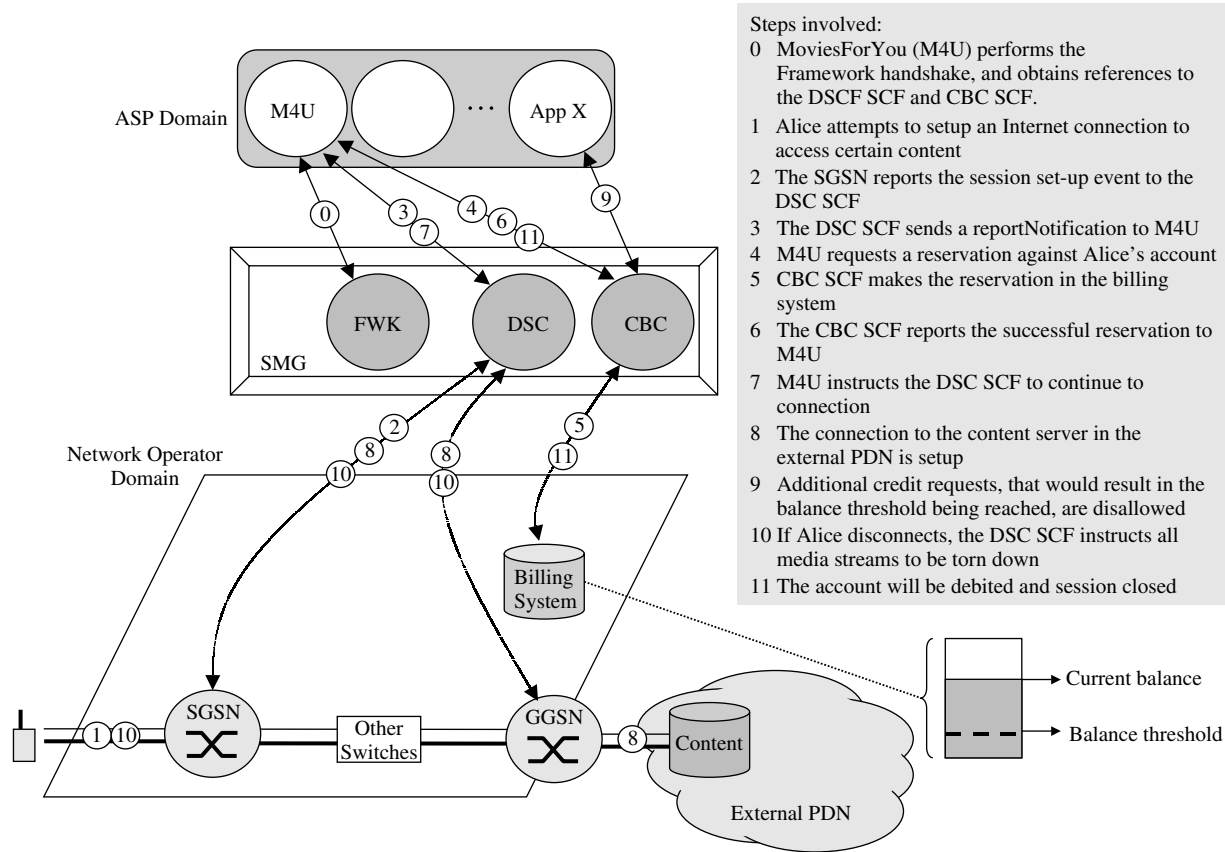 M4U
...
App X
ASP Domain
0
3
7
4
6
11
9
FWK
DSC
CBC
SMG
2
8
10
8
10
5
11
Network Operator
Domain
Billing
System
SGSN
Other
Switches
GGSN
1
10
8
Content
External PDN
Current balance
Balance threshold
Steps involved:
0 MoviesForYou (M4U) performs the
Framework handshake, and obtains references to
the DSCF SCF and CBC SCF.
1 Alice attempts to setup an Internet connection to
access certain content
2 The SGSN reports the session set-up event to the
DSC SCF
3 The DSC SCF sends a reportNotification to M4U
4 M4U requests a reservation against Alice’s account
5 CBC SCF makes the reservation in the billing
system
6 The CBC SCF reports the successful reservation to
M4U
7 M4U instructs the DSC SCF to continue to
connection
8 The connection to the content server in the
external PDN is setup
9 Additional credit requests, that would result in the
balance threshold being reached, are disallowed
10 If Alice disconnects, the DSC SCF instructs all
media streams to be torn down
11 The account will be debited and session closed